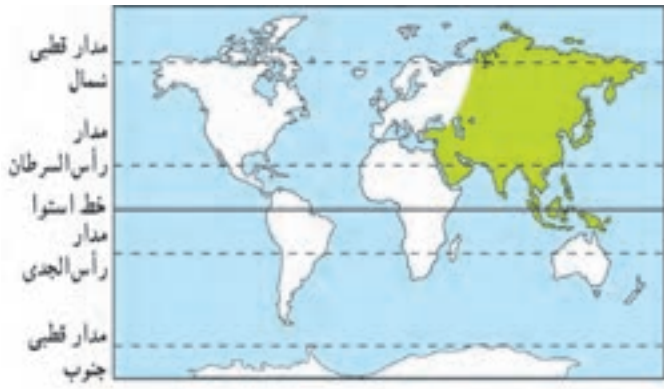 مدار قطبی
شمال
مدار
رأس‌السرطان
خط استوا
مدار
رأس‌الجدی
مدار قطبی
جنوب